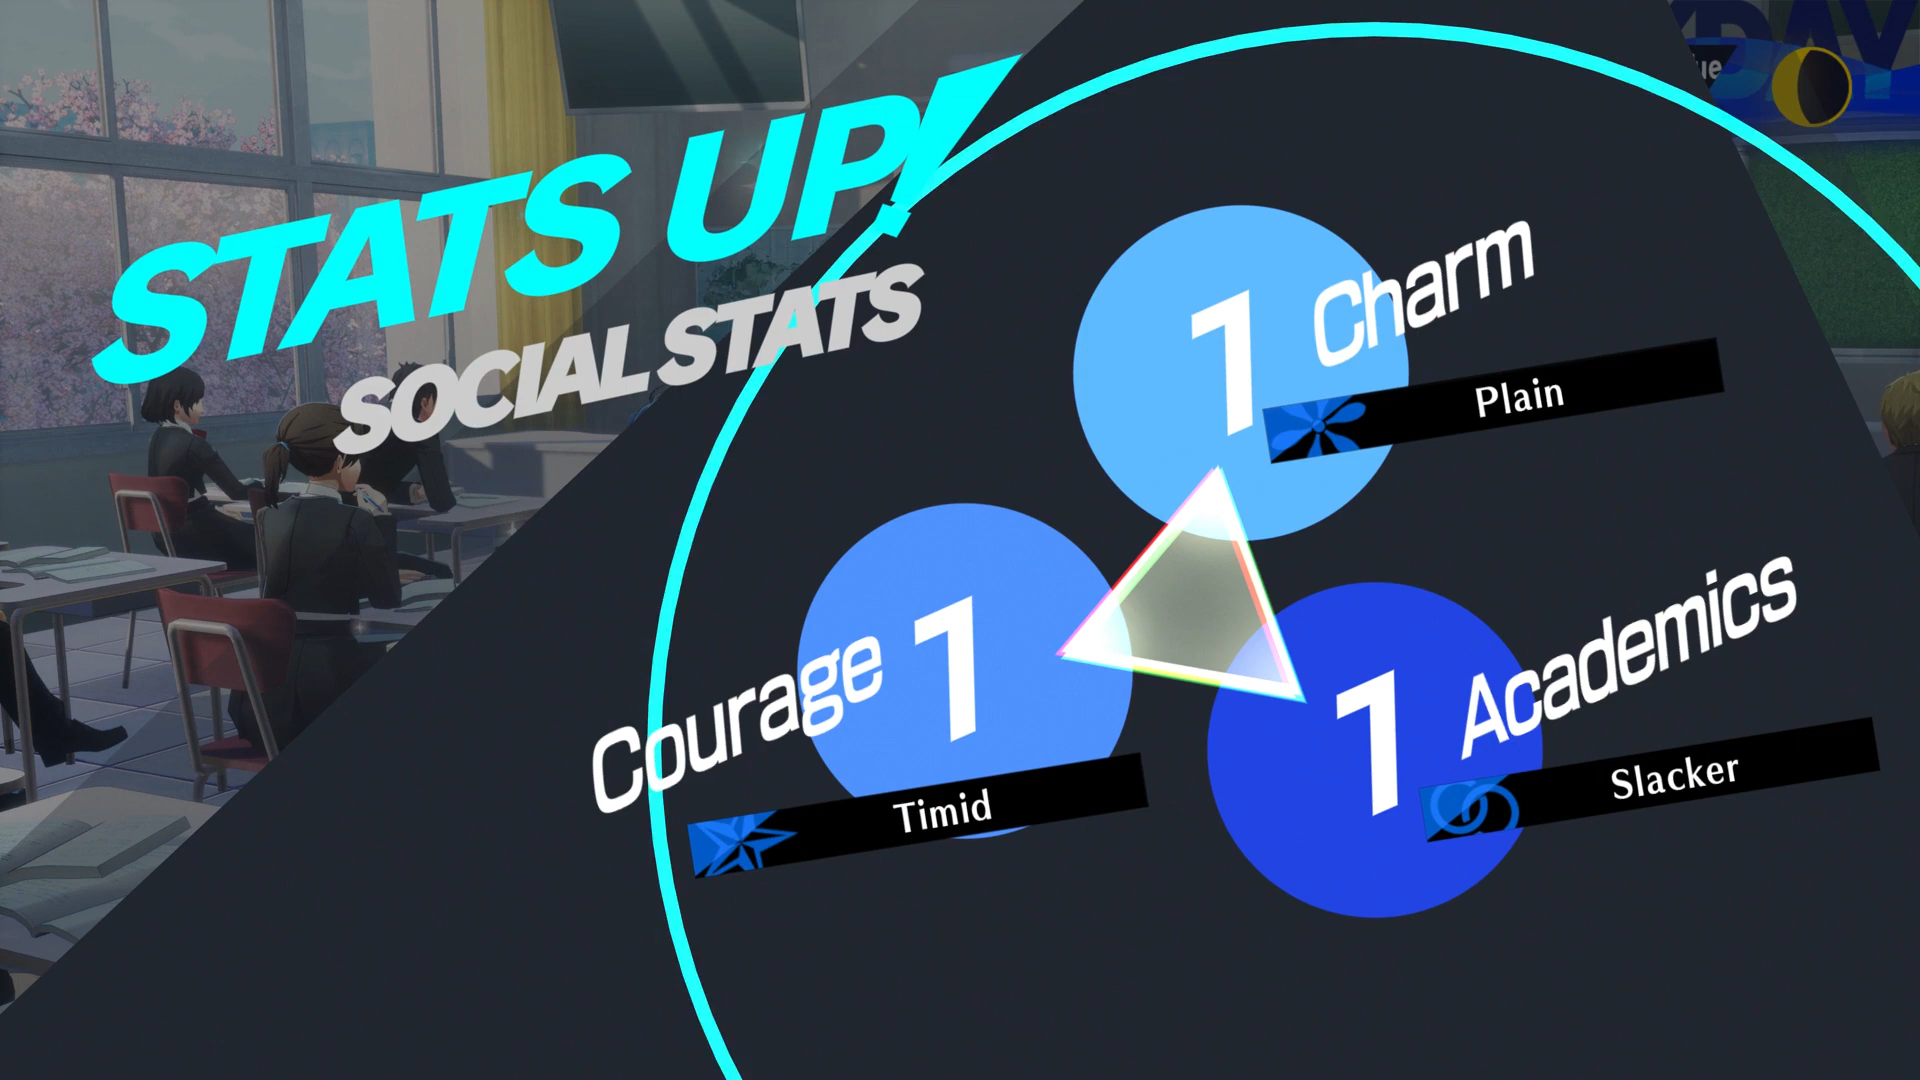 STATS UP!
SOCIAL STATS
1 Charm
Plain
Courage 1
Timid
1 Academics
Slacker